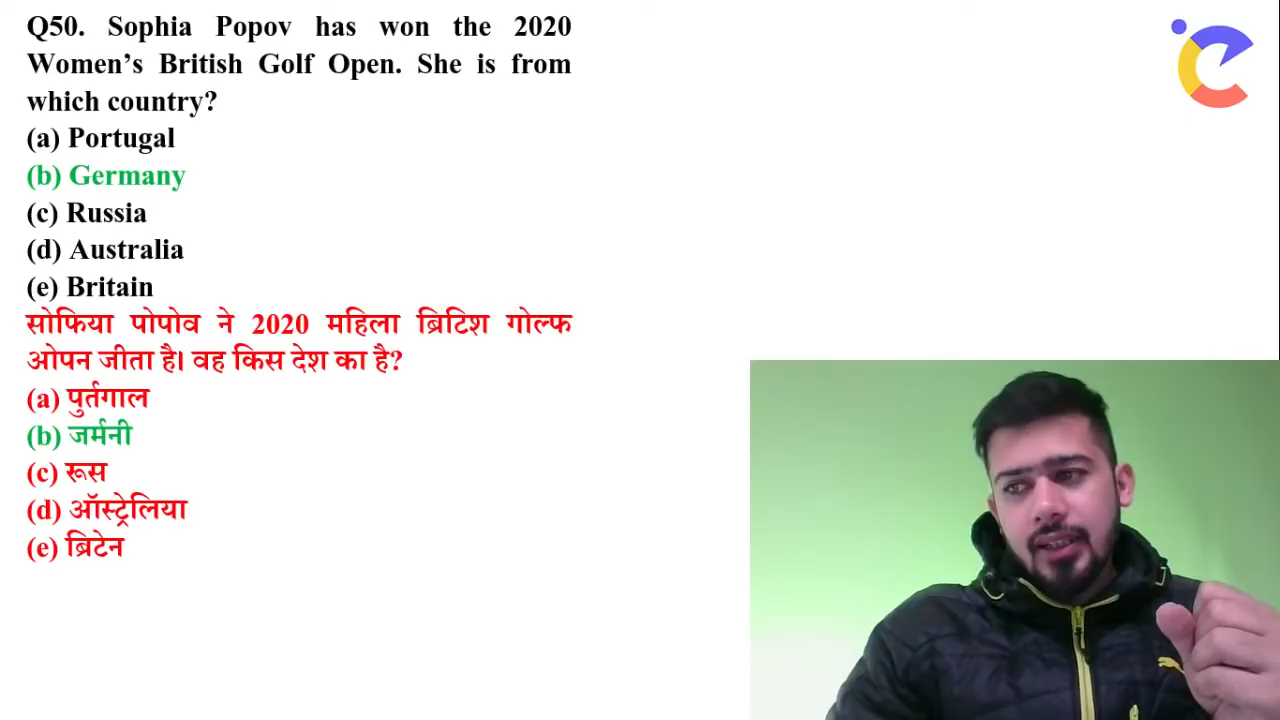 Q50. Sophia Popov has won the 2020
Women’s British Golf Open. She is from
which country?
(a) Portugal
(b) Germany
(c) Russia
(d) Australia
(e) Britain
सोफिया पोपोव ने 2020 महिला ब्रिटिश गोल्फ
ओपन जीता है। वह किस देश का है?
(a) पुर्तगाल
(b) जर्मनी
(c) रूस
(d) ऑस्ट्रेलिया
(e) ब्रिटेन